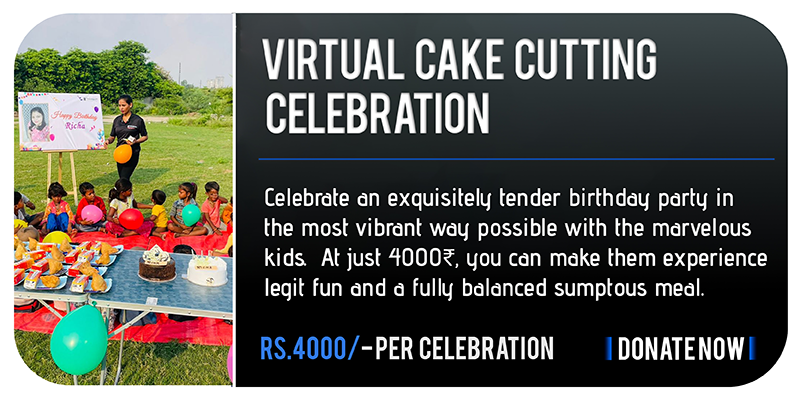 Happy Birthday
Richa
VIRTUAL CAKE CUTTING
CELEBRATION
Celebrate an exquisitely tender birthday party in
the most vibrant way possible with the marvelous
kids. At just 4000₹, you can make them experience
legit fun and a fully balanced sumptous meal.
RS.4000/-PER CELEBRATION
DONATE NOW